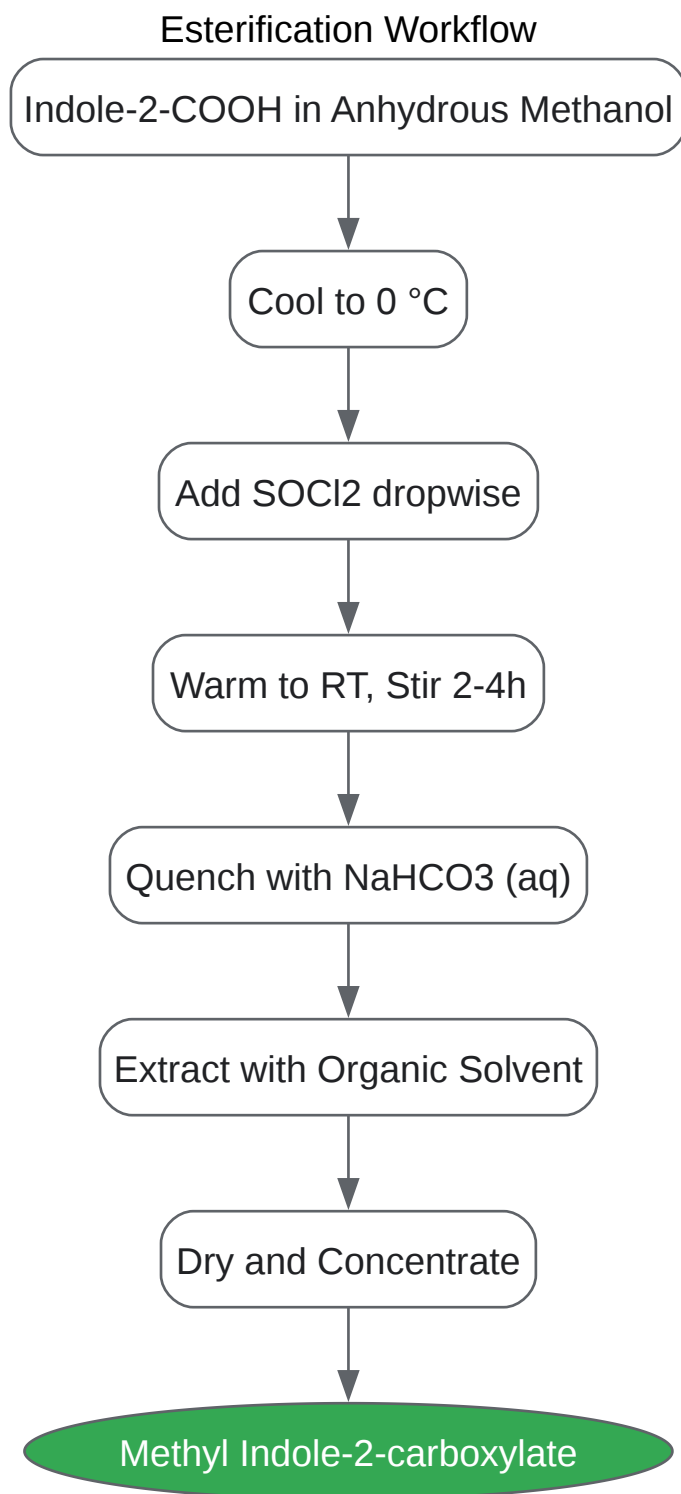 Esterification Workflow
Indole-2-COOH in Anhydrous Methanol
Cool to 0 °C
Add SOCl2 dropwise
Warm to RT, Stir 2-4h
Quench with NaHCO3 (aq)
Extract with Organic Solvent
Dry and Concentrate
Methyl Indole-2-carboxylate